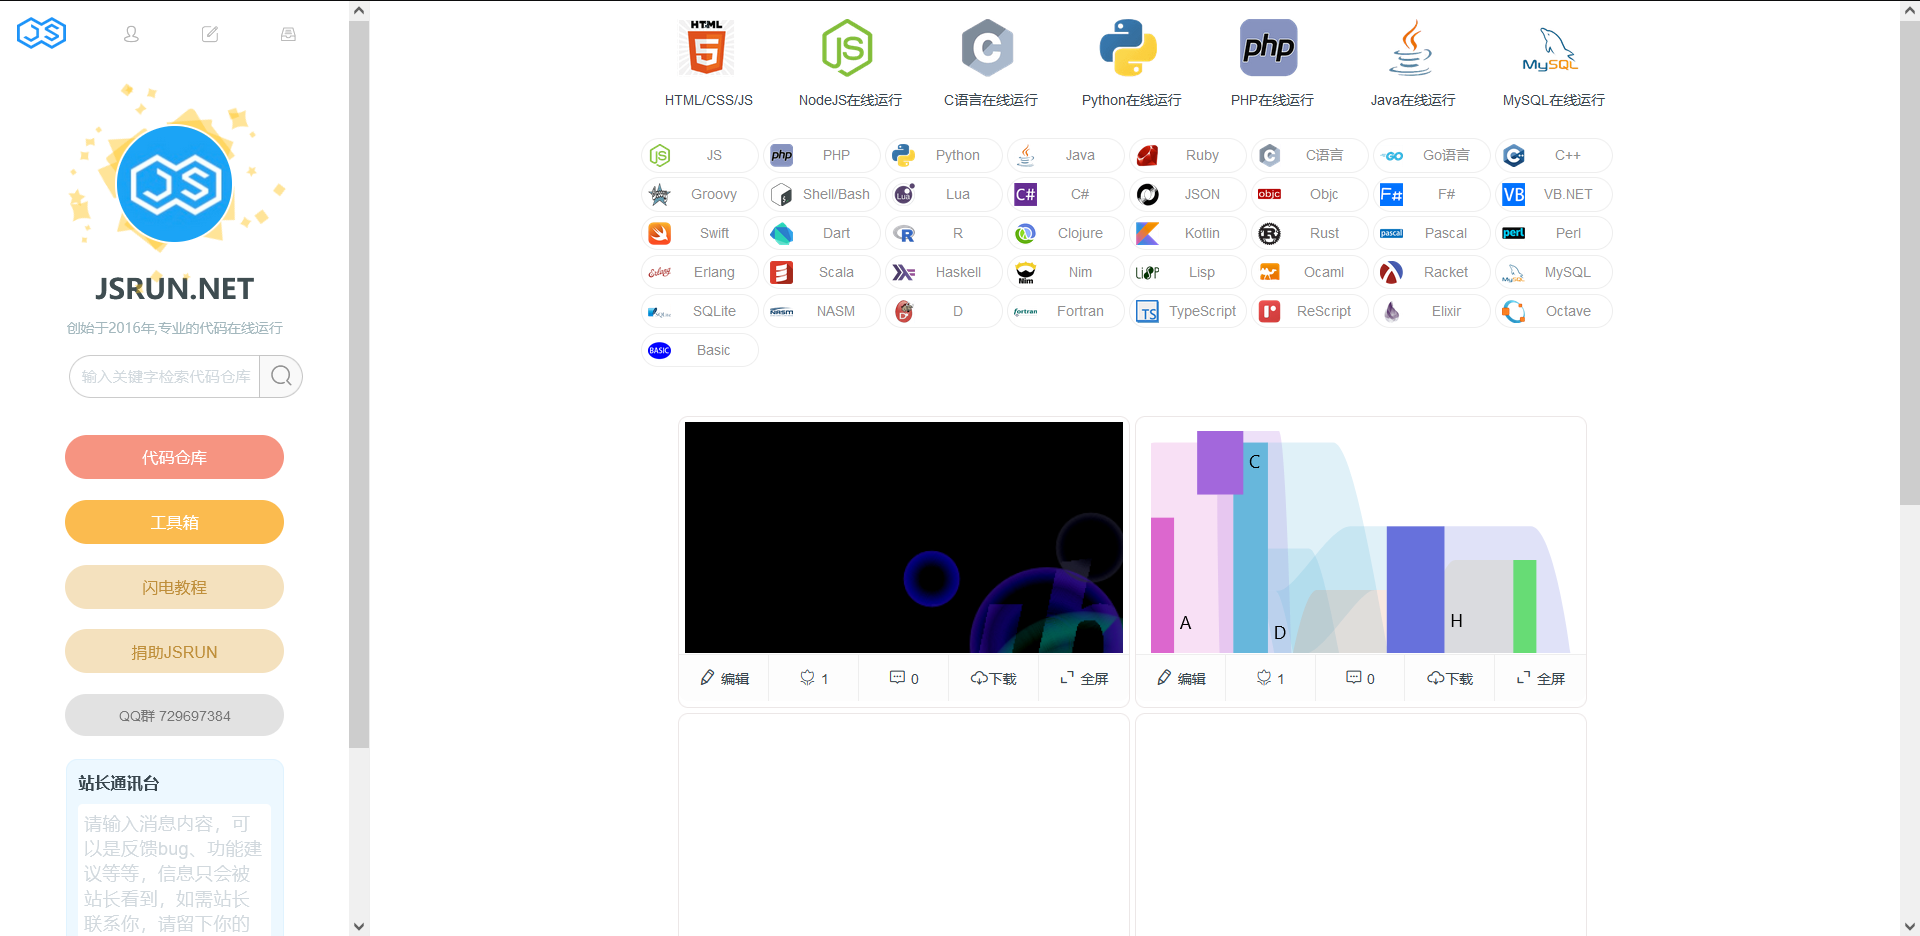 JSRUN.NET
创始于2016年,专业的代码在线运行
输入关键字检索代码仓库
代码仓库
工具箱
闪电教程
捐助JSRUN
QQ群 729697384
站长通讯台
请输入消息内容，可
以是反馈bug、功能建
议等等，信息只会被
站长看到，如需站长
联系你，请留下你的
HTML/CSS/JS NodeJS在线运行 C语言在线运行 Python在线运行 PHP在线运行 Java在线运行 MySQL在线运行
JS PHP Python Java Ruby C语言 Go语言 C++
Groovy Shell/Bash Lua C# JSON Objc F# VB.NET
Swift Dart R Clojure Kotlin Rust Pascal Perl
Erlang Scala Haskell Nim Lisp Ocaml Racket MySQL
SQLite NASM D Fortran TypeScript ReScript Elixir Octave
Basic
C
A
D
H
编辑 1 0 下载 全屏
编辑 1 0 下载 全屏